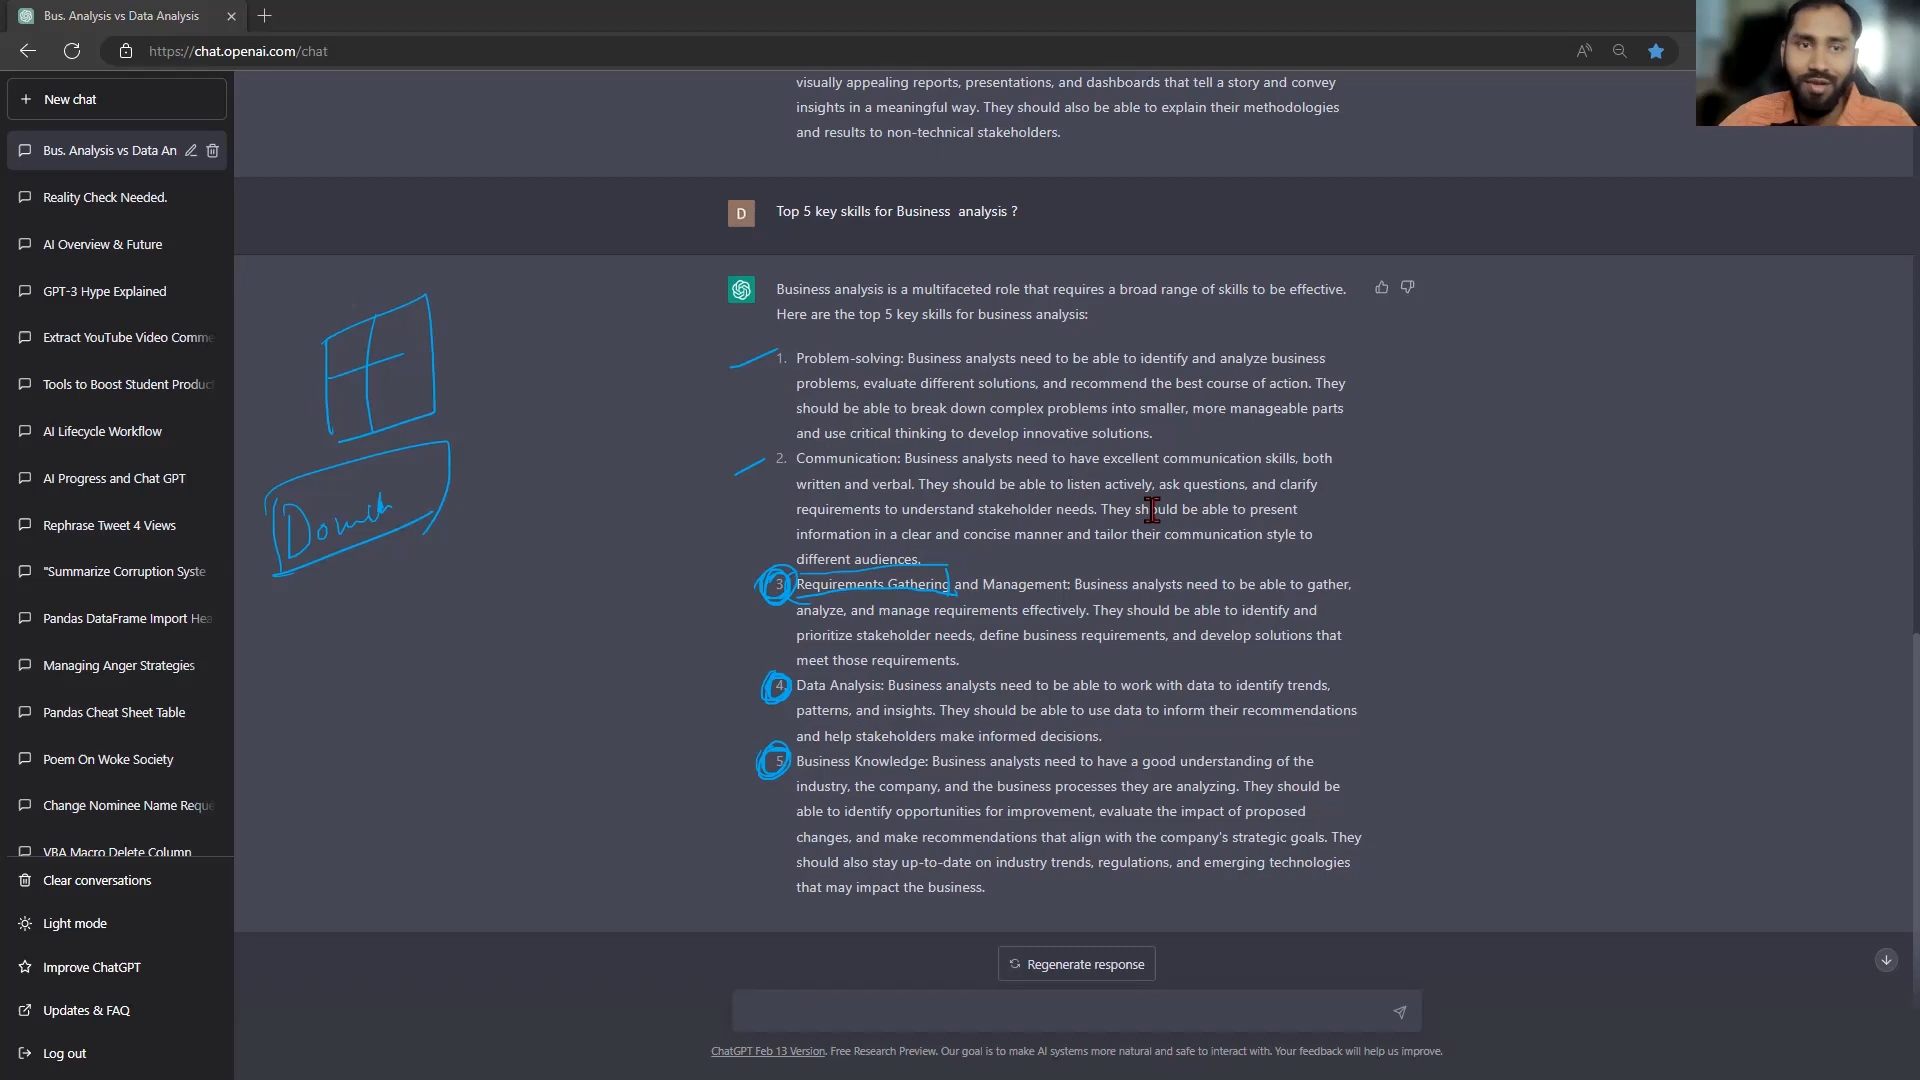 Bus. Analysis vs Data Analysis
https://chat.openai.com/chat
New chat
Bus. Analysis vs Data An
Reality Check Needed.
AI Overview & Future
GPT-3 Hype Explained
Extract YouTube Video Comme
Tools to Boost Student Produc
AI Lifecycle Workflow
AI Progress and Chat GPT
Rephrase Tweet 4 Views
"Summarize Corruption Syste
Pandas DataFrame Import Hea
Managing Anger Strategies
Pandas Cheat Sheet Table
Poem On Woke Society
Change Nominee Name Reque
VBA Macro Delete Column
Clear conversations
Light mode
Improve ChatGPT
Updates & FAQ
Log out
visually appealing reports, presentations, and dashboards that tell a story and convey
insights in a meaningful way. They should also be able to explain their methodologies
and results to non-technical stakeholders.
D
Top 5 key skills for Business analysis ?
Business analysis is a multifaceted role that requires a broad range of skills to be effective.
Here are the top 5 key skills for business analysis:
1. Problem-solving: Business analysts need to be able to identify and analyze business
problems, evaluate different solutions, and recommend the best course of action. They
should be able to break down complex problems into smaller, more manageable parts
and use critical thinking to develop innovative solutions.
2. Communication: Business analysts need to have excellent communication skills, both
written and verbal. They should be able to listen actively, ask questions, and clarify
requirements to understand stakeholder needs. They should be able to present
information in a clear and concise manner and tailor their communication style to
different audiences.
3. Requirements Gathering and Management: Business analysts need to be able to gather,
analyze, and manage requirements effectively. They should be able to identify and
prioritize stakeholder needs, define business requirements, and develop solutions that
meet those requirements.
4. Data Analysis: Business analysts need to be able to work with data to identify trends,
patterns, and insights. They should be able to use data to inform their recommendations
and help stakeholders make informed decisions.
5. Business Knowledge: Business analysts need to have a good understanding of the
industry, the company, and the business processes they are analyzing. They should be
able to identify opportunities for improvement, evaluate the impact of proposed
changes, and make recommendations that align with the company's strategic goals. They
should also stay up-to-date on industry trends, regulations, and emerging technologies
that may impact the business.
Regenerate response
ChatGPT Feb 13 Version. Free Research Preview. Our goal is to make AI systems more natural and safe to interact with. Your feedback will help us improve.